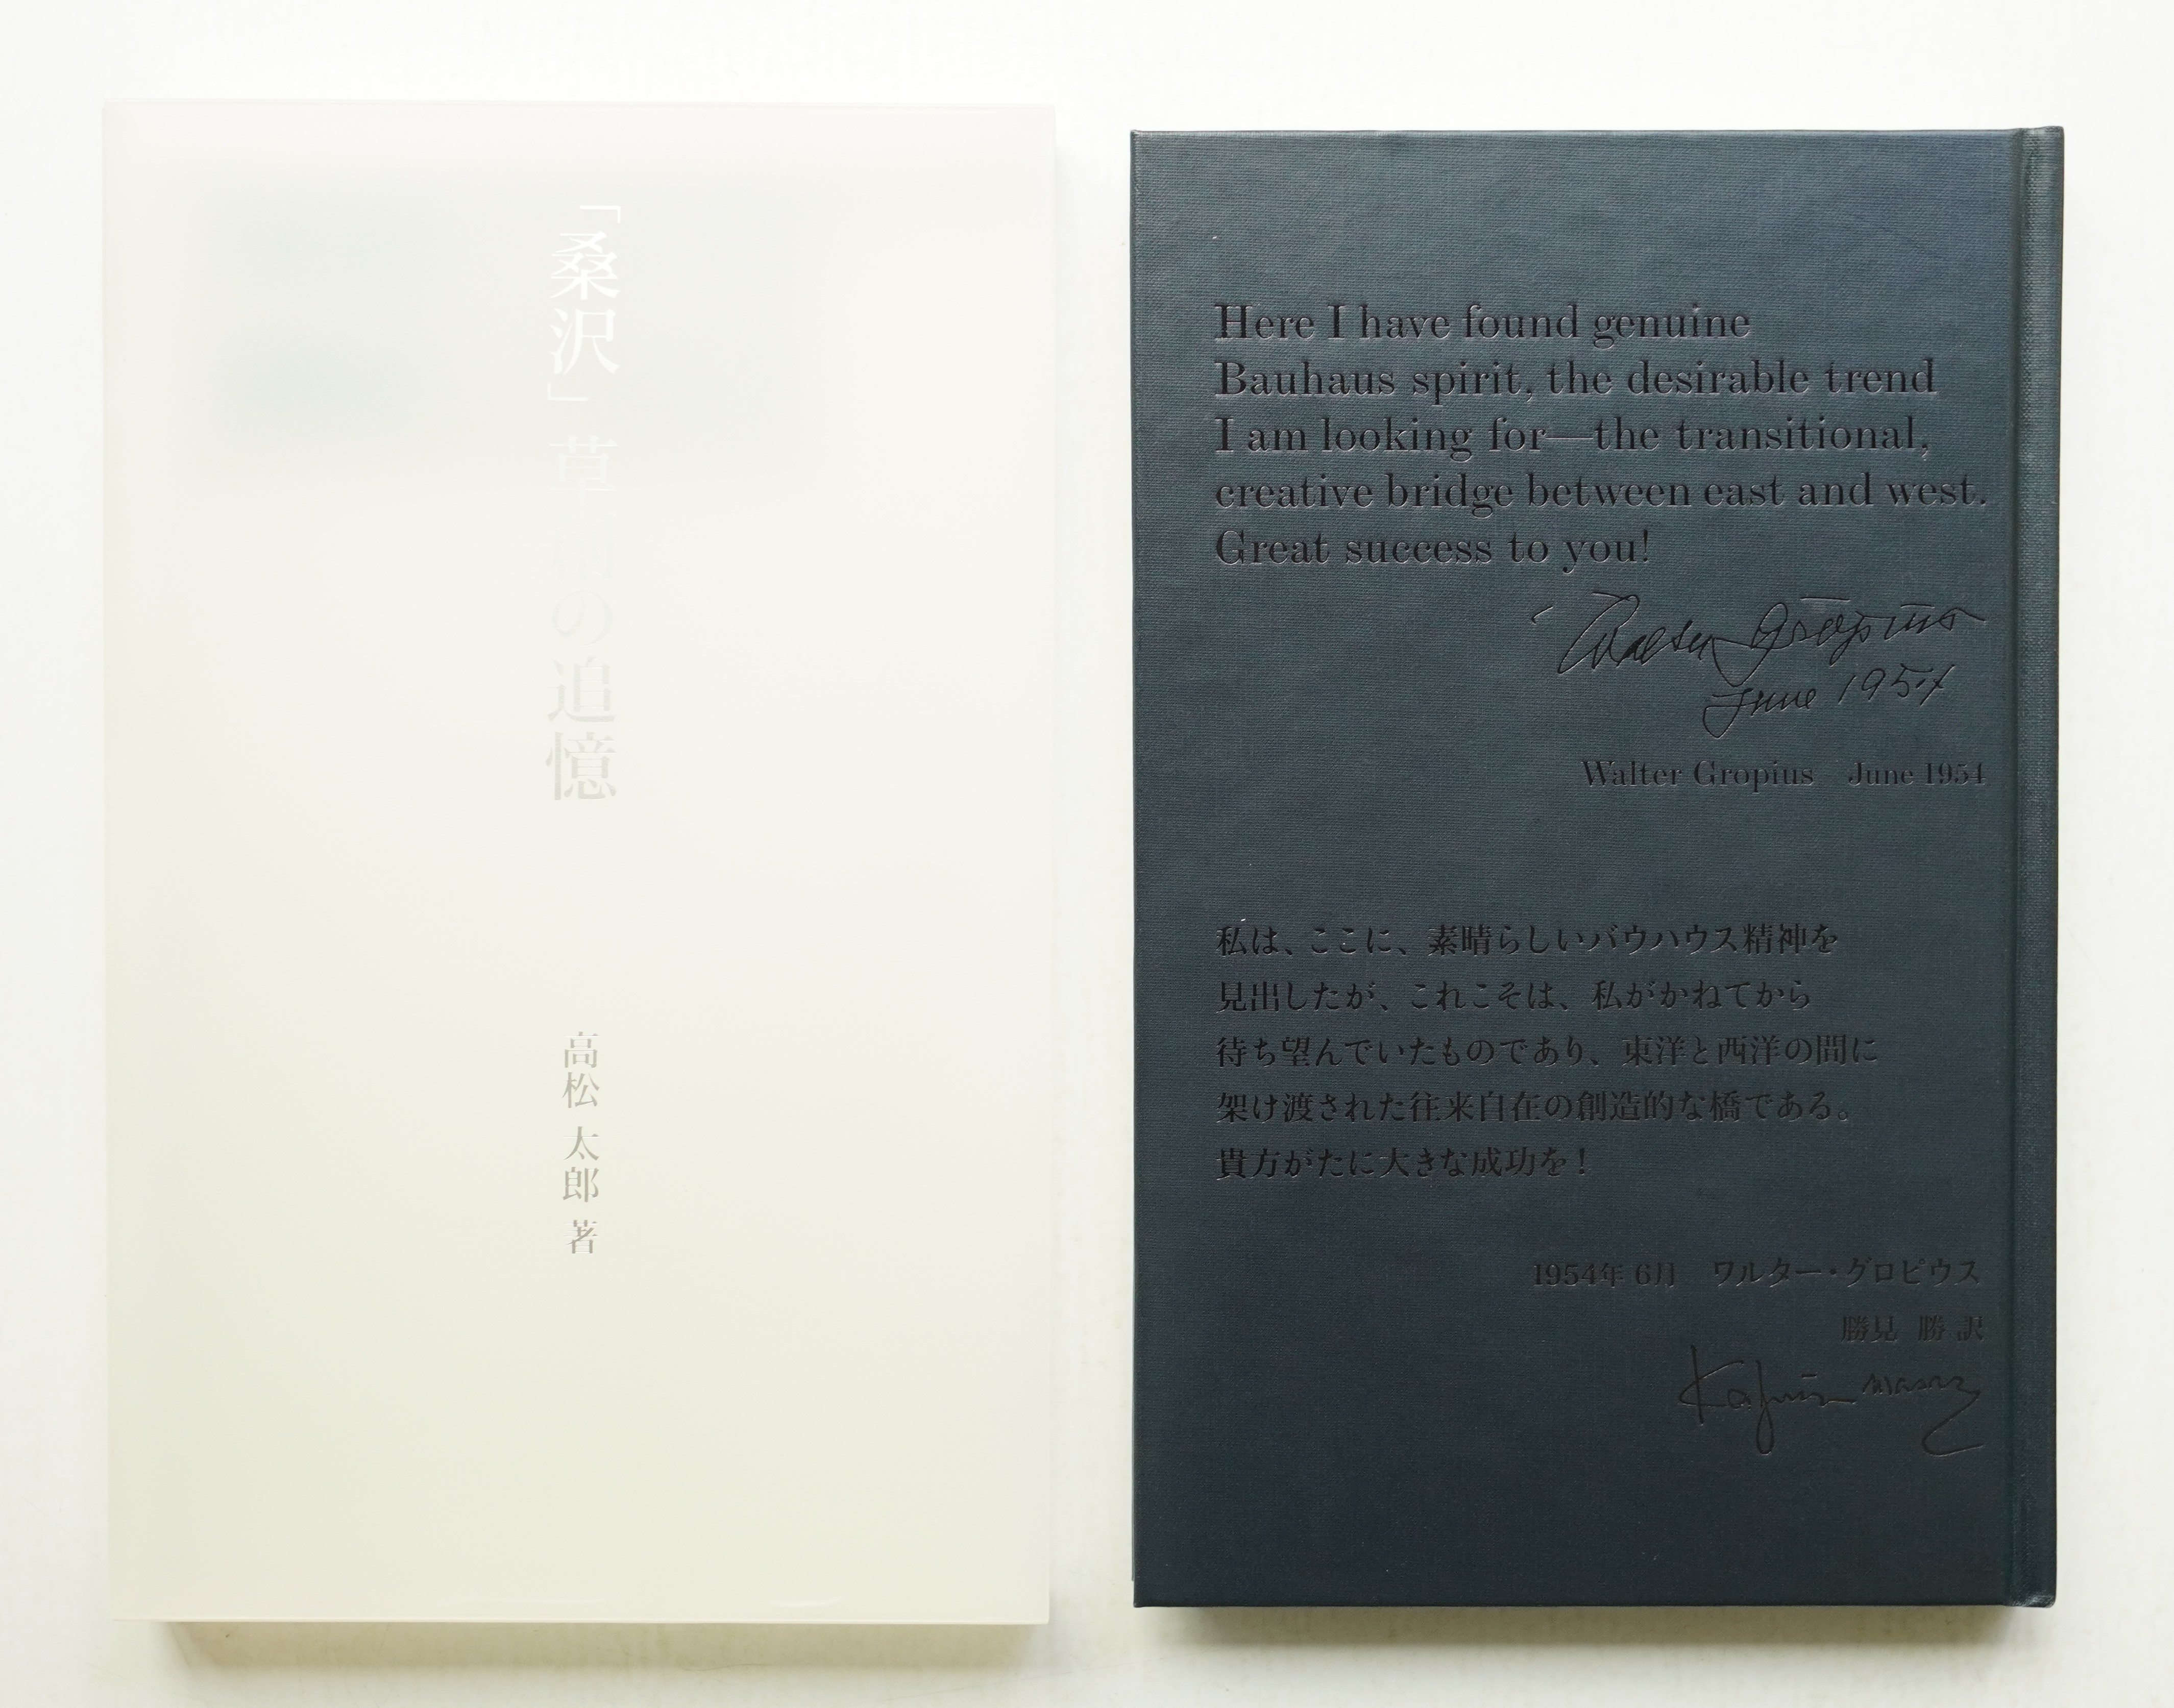 「桑沢」草創の追憶
高松 太郎 著
Here I have found genuine
Bauhaus spirit, the desirable trend
I am looking for—the transitional,
creative bridge between east and west.
Great success to you!
Walter Gropius
June 1954
Walter Gropius June 1954
私は、ここに、素晴らしいバウハウス精神を
見出したが、これこそは、私がかねてから
待ち望んでいたものであり、東洋と西洋の間に
架け渡された往来自在の創造的な橋である。
貴方がたに大きな成功を!
1954年 6月 ワルター・グロピウス
勝見 勝 訳
Katsumi Masaru